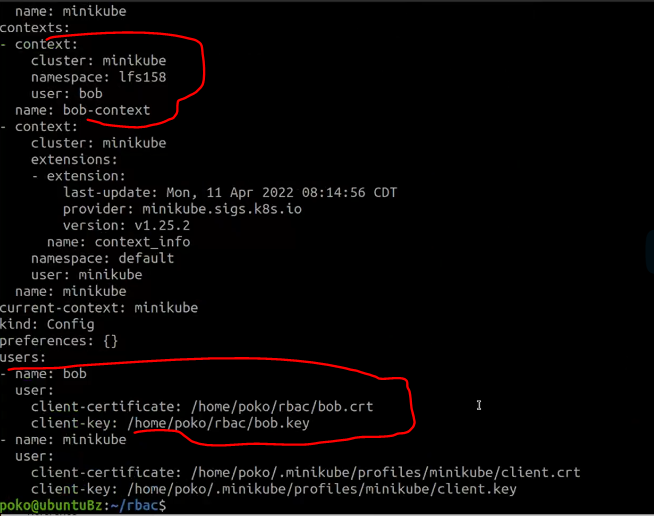 name: minikube
contexts:
- context:
    cluster: minikube
    namespace: lfs158
    user: bob
  name: bob-context
- context:
    cluster: minikube
    extensions:
    - extension:
        last-update: Mon, 11 Apr 2022 08:14:56 CDT
        provider: minikube.sigs.k8s.io
        version: v1.25.2
      name: context_info
    namespace: default
    user: minikube
  name: minikube
current-context: minikube
kind: Config
preferences: {}
users:
- name: bob
  user:
    client-certificate: /home/poko/rbac/bob.crt
    client-key: /home/poko/rbac/bob.key
- name: minikube
  user:
    client-certificate: /home/poko/.minikube/profiles/minikube/client.crt
    client-key: /home/poko/.minikube/profiles/minikube/client.key
poko@ubuntuBz:~/rbac$